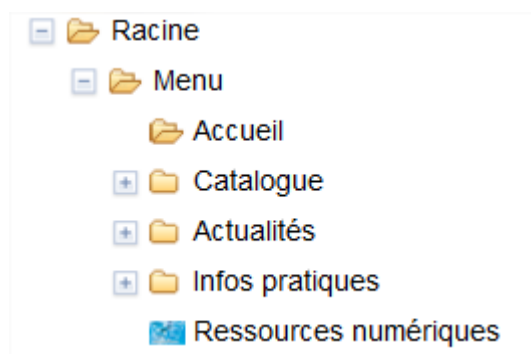 Racine
Menu
Accueil
Catalogue
Actualités
Infos pratiques
Ressources numériques